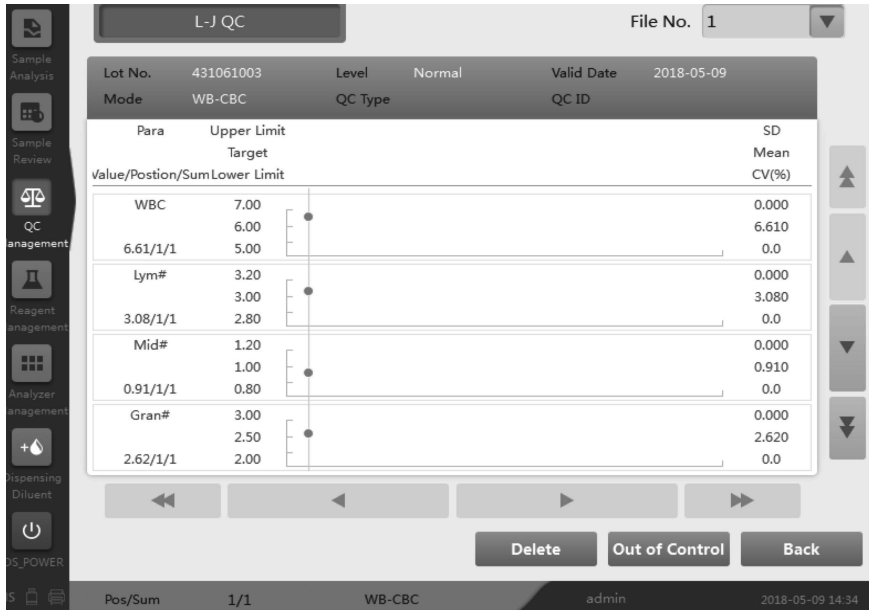 L-J QC
File No. 1
Sample
Analysis
Sample
Review
QC
anagement
Reagent
anagement
Analyzer
anagement
Dispensing
Diluent
OS_POWER
Lot No. 431061003 Level Normal Valid Date 2018-05-09
Mode WB-CBC QC Type QC ID
Para Upper Limit SD
Target Mean
Value/Postion/Sum Lower Limit CV(%)
WBC 7.00 0.000
6.00 6.610
6.61/1/1 5.00 0.0
Lym# 3.20 0.000
3.00 3.080
3.08/1/1 2.80 0.0
Mid# 1.20 0.000
1.00 0.910
0.91/1/1 0.80 0.0
Gran# 3.00 0.000
2.50 2.620
2.62/1/1 2.00 0.0
Delete Out of Control Back
Pos/Sum 1/1 WB-CBC admin 2018-05-09 14:34